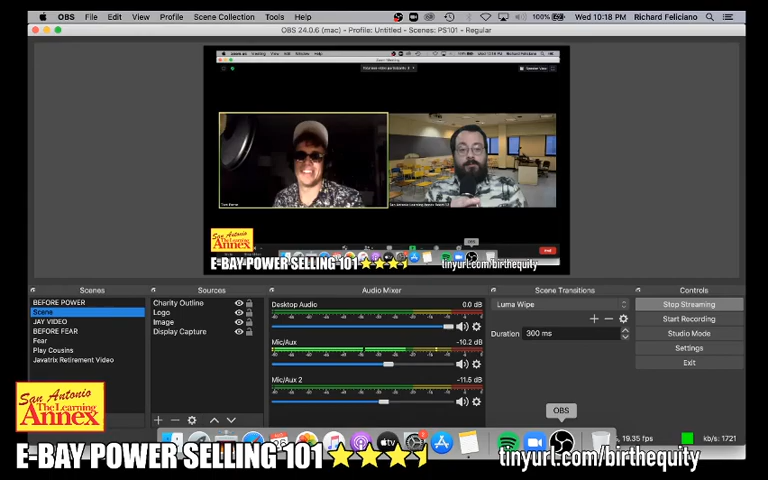 OBS File Edit View Profile Scene Collection Tools Help 100% Wed 10:18 PM Richard Feliciano
OBS 24.0.6 (mac) - Profile: Untitled - Scenes: PS101 - Regular
San Antonio
The Learning
Annex
OBS
E-BAY POWER SELLING 101
tinyurl.com/birthequity
Scenes
BEFORE POWER
Scene
JAY VIDEO
BEFORE FEAR
Fear
Play Cousins
Javatrix Retirement Video
Sources
Charity Outline
Logo
Image
Display Capture
Audio Mixer
Desktop Audio 0.0 dB
Mic/Aux -10.2 dB
Mic/Aux 2 -11.5 dB
Scene Transitions
Luma Wipe
Duration 300 ms
Controls
Stop Streaming
Start Recording
Studio Mode
Settings
Exit
OBS
tv
19.35 fps kb/s: 1721
San Antonio
The Learning
Annex
E-BAY POWER SELLING 101
tinyurl.com/birthequity